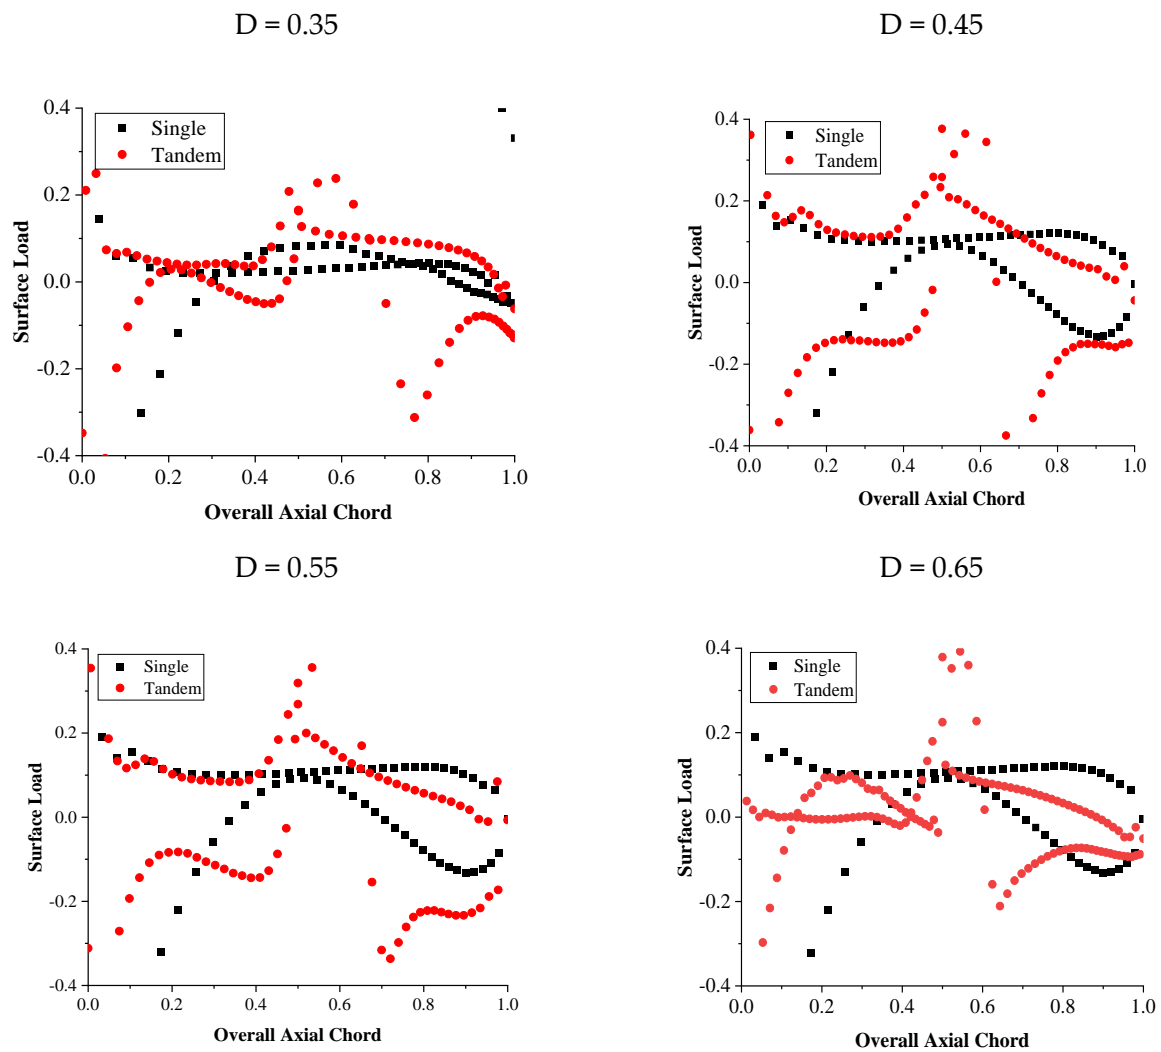 D = 0.35
D = 0.45
0.4
0.2
0.0
-0.2
-0.4
Surface Load
Single
Tandem
0.0 0.2 0.4 0.6 0.8 1.0
Overall Axial Chord
0.4
0.2
0.0
-0.2
-0.4
Surface Load
Single
Tandem
0.0 0.2 0.4 0.6 0.8 1.0
Overall Axial Chord
D = 0.55
D = 0.65
0.4
0.2
0.0
-0.2
-0.4
Surface Load
Single
Tandem
0.0 0.2 0.4 0.6 0.8 1.0
Overall Axial Chord
0.4
0.2
0.0
-0.2
-0.4
Surface Load
Single
Tandem
0.0 0.2 0.4 0.6 0.8 1.0
Overall Axial Chord